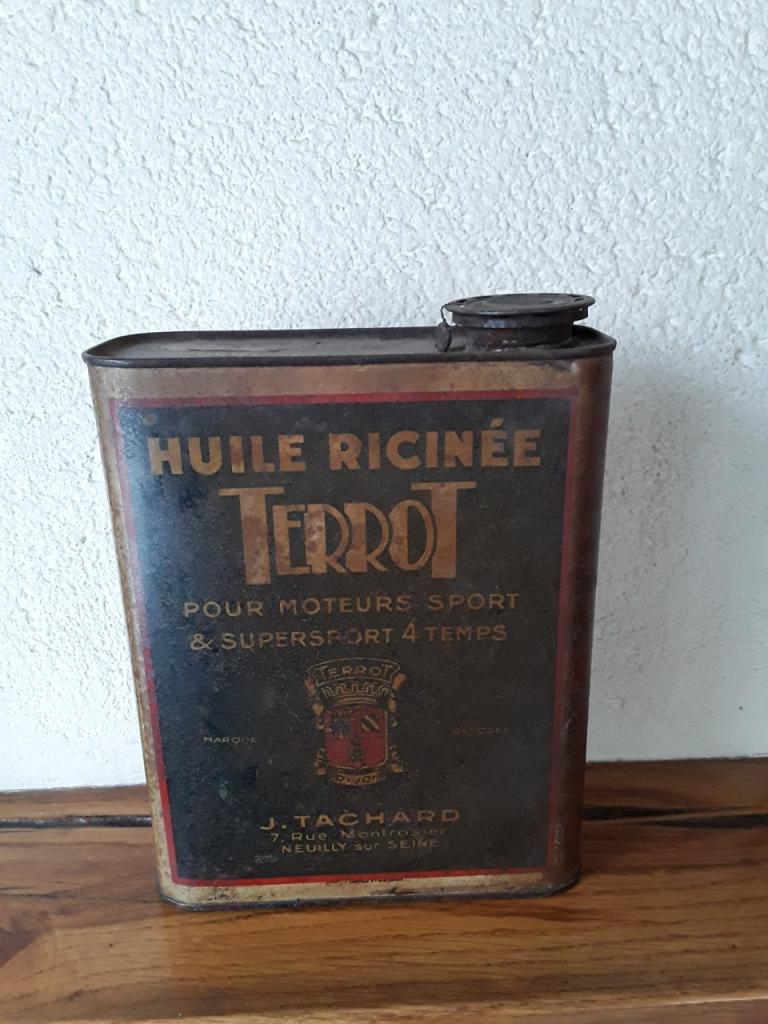 HUILE RICINÉE
TERROT
POUR MOTEURS SPORT
& SUPERSPORT 4 TEMPS
TERROT
MARQUE DÉPOSÉE
DIJON
J. TACHARD
7, Rue Montrosier
NEUILLY sur SEINE